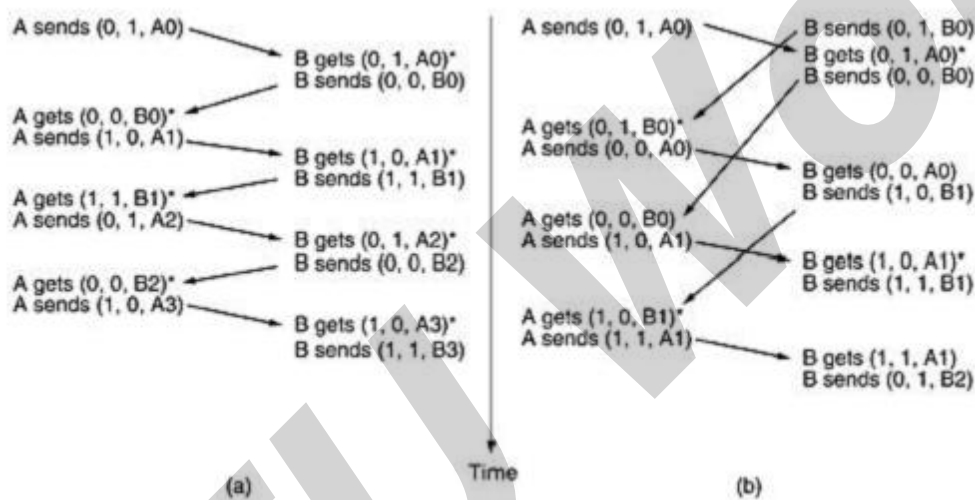 A sends (0, 1, A0)
B gets (0, 1, A0)*
B sends (0, 0, B0)
A gets (0, 0, B0)*
A sends (1, 0, A1)
B gets (1, 0, A1)*
B sends (1, 1, B1)
A gets (1, 1, B1)*
A sends (0, 1, A2)
B gets (0, 1, A2)*
B sends (0, 0, B2)
A gets (0, 0, B2)*
A sends (1, 0, A3)
B gets (1, 0, A3)*
B sends (1, 1, B3)
(a)
Time
A sends (0, 1, A0)
B sends (0, 1, B0)
B gets (0, 1, A0)*
B sends (0, 0, B0)
A gets (0, 1, B0)*
A sends (0, 0, A0)
B gets (0, 0, A0)
B sends (1, 0, B1)
A gets (0, 0, B0)
A sends (1, 0, A1)
B gets (1, 0, A1)*
B sends (1, 1, B1)
A gets (1, 0, B1)*
A sends (1, 1, A1)
B gets (1, 1, A1)
B sends (0, 1, B2)
(b)